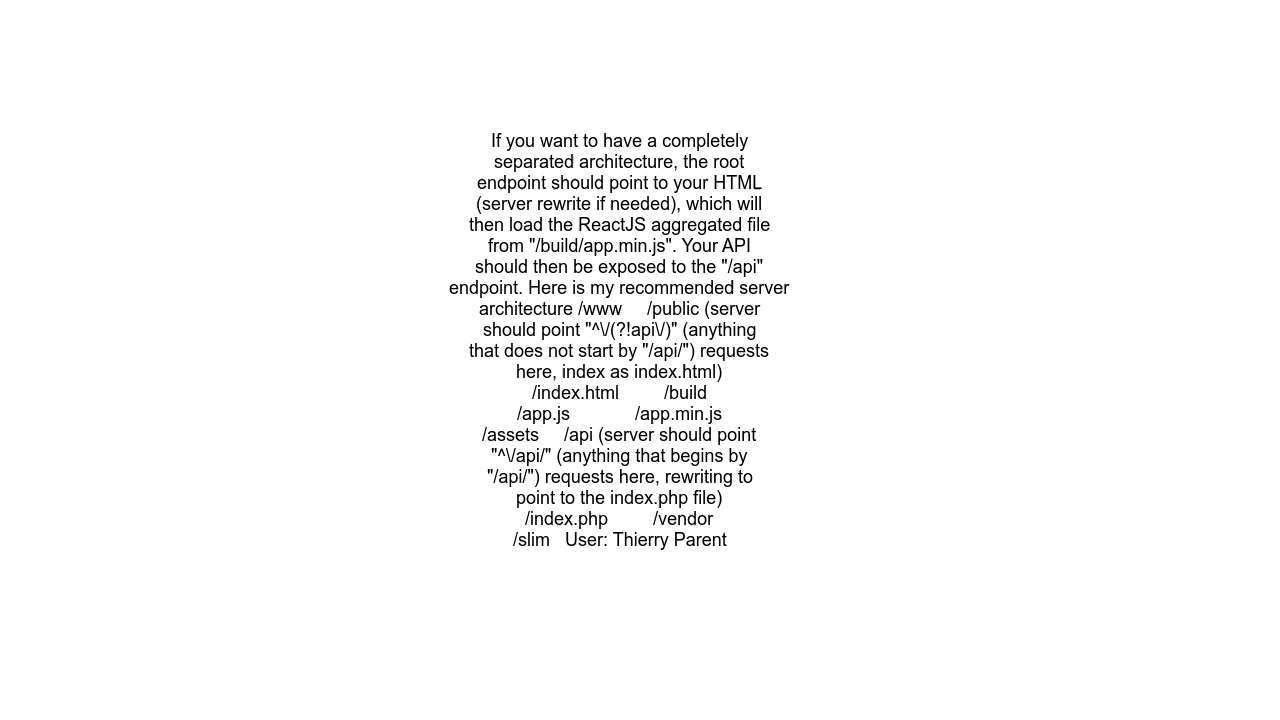 If you want to have a completely
separated architecture, the root
endpoint should point to your HTML
(server rewrite if needed), which will
then load the ReactJS aggregated file
from "/build/app.min.js". Your API
should then be exposed to the "/api"
endpoint. Here is my recommended server
architecture /www     /public (server
should point "^\/(?!api\/)" (anything
that does not start by "/api/") requests
here, index as index.html)
/index.html         /build
/app.js             /app.min.js
/assets     /api (server should point
"^\/api/" (anything that begins by
"/api/") requests here, rewriting to
point to the index.php file)
/index.php         /vendor
/slim   User: Thierry Parent